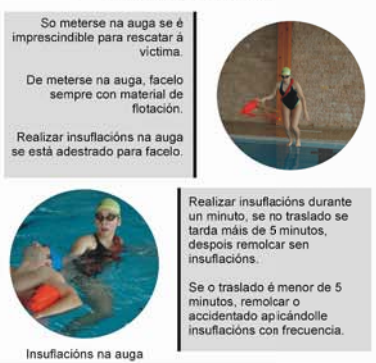 So meterse na auga se é
imprescindible para rescatar á
víctima.
De meterse na auga, facelo
sempre con material de
flotación.
Realizar insuflacións na auga
se está adestrado para facelo.
Realizar insuflacións durante
un minuto, se no traslado se
tarda máis de 5 minutos,
despois remolcar sen
insuflacións.
Se o traslado é menor de 5
minutos, remolcar o
accidentado apicándolle
insuflacións con frecuencia.
Insuflacións na auga